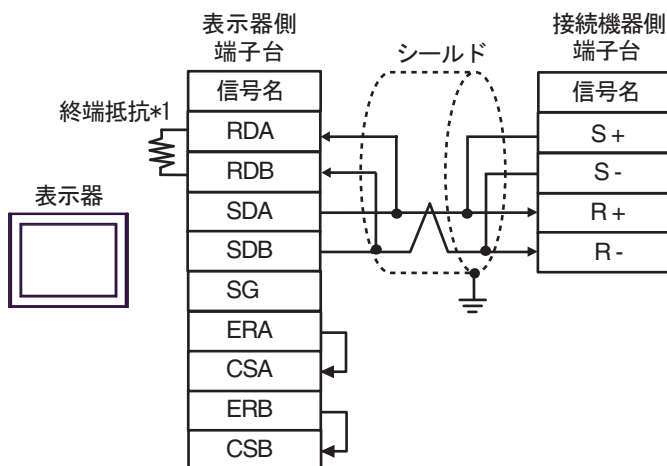 表示器側
端子台
シールド
接続機器側
端子台
信号名
信号名
終端抵抗*1
RDA
S+
RDB
S-
表示器
SDA
R+
SDB
R-
SG
ERA
CSA
ERB
CSB